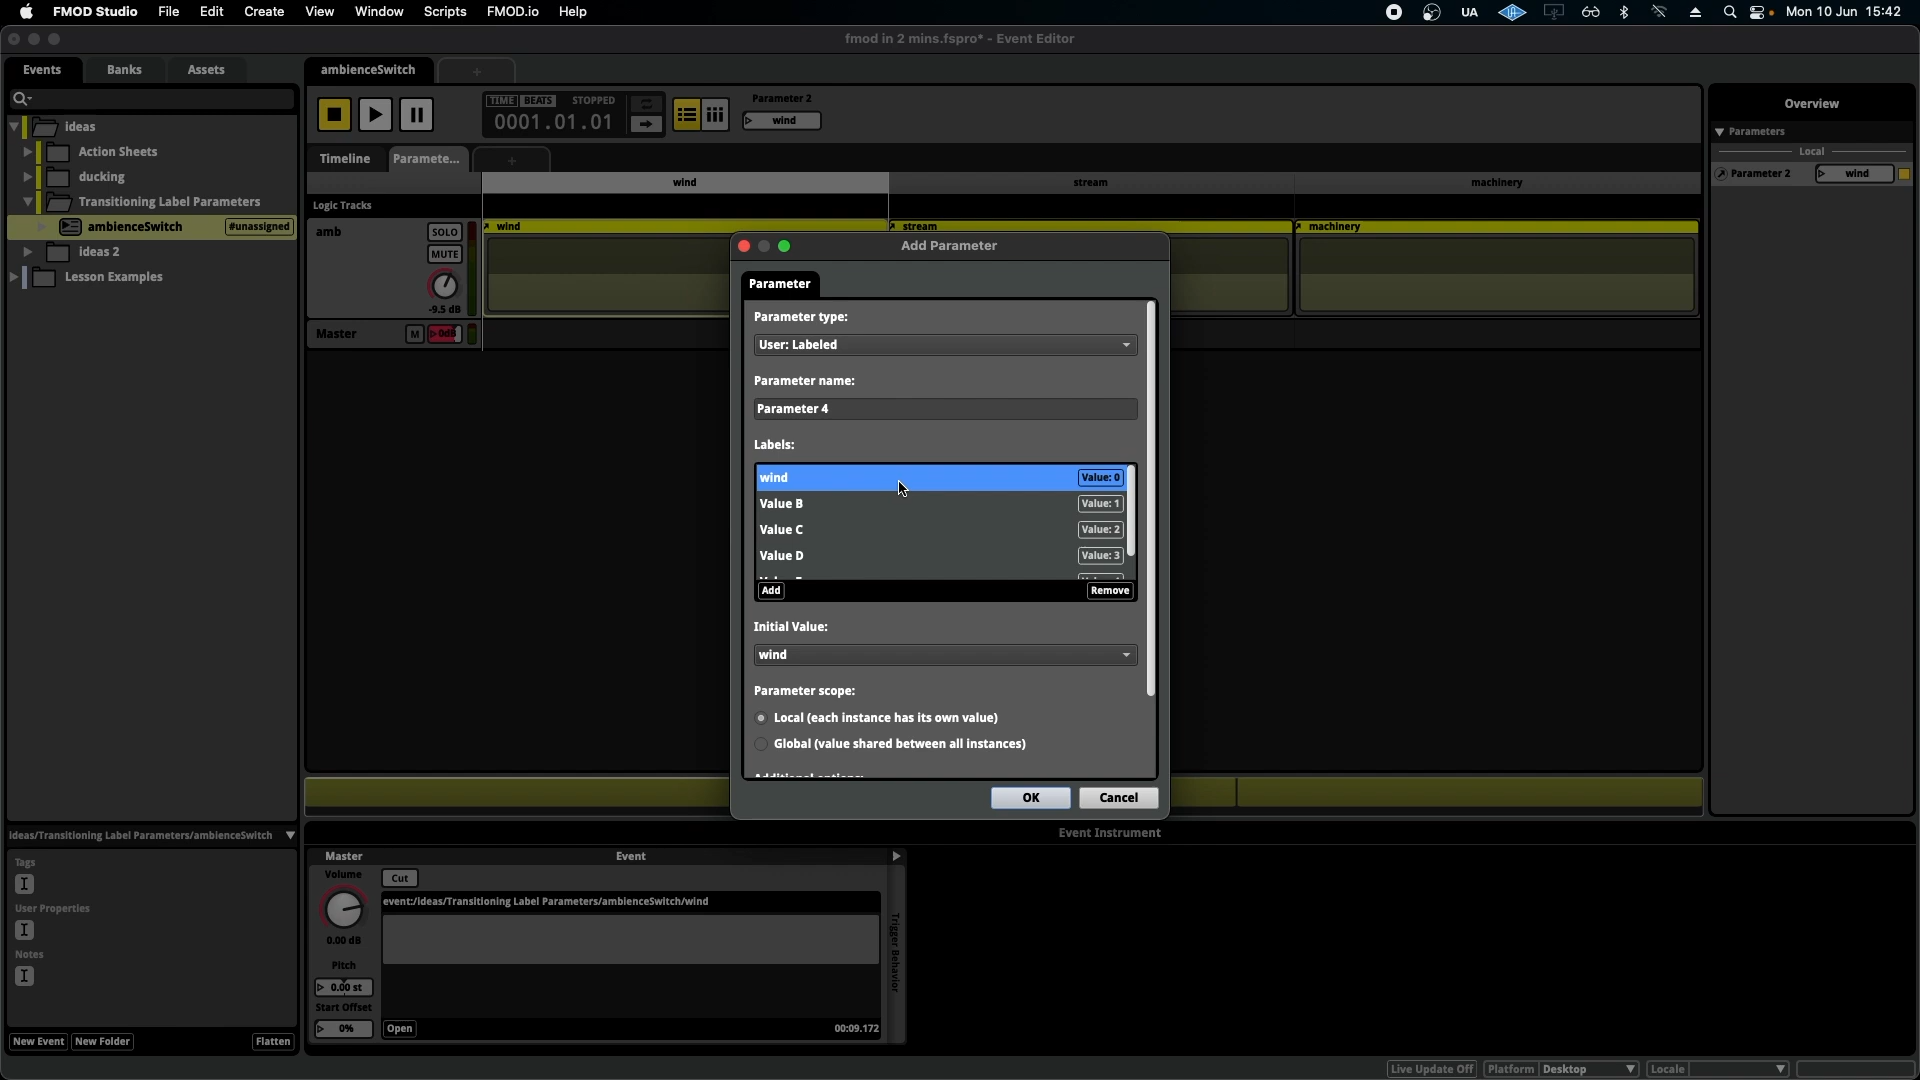 FMOD Studio File Edit Create View Window Scripts FMOD.io Help UA Mon 10 Jun 15:42
fmod in 2 mins.fspro* - Event Editor
Events Banks Assets
ambienceSwitch +
ideas
Action Sheets
ducking
Transitioning Label Parameters
ambienceSwitch #unassigned
ideas 2
Lesson Examples
TIME BEATS STOPPED
0001.01.01
Parameter 2
wind
Timeline Paramete... +
wind stream machinery
Logic Tracks
amb SOLO
MUTE
-9.5 dB
wind stream machinery
Master M 0dB
Overview
Parameters
Local
Parameter 2 wind
Add Parameter
Parameter
Parameter type:
User: Labeled
Parameter name:
Parameter 4
Labels:
wind Value: 0
Value B Value: 1
Value C Value: 2
Value D Value: 3
Add Remove
Initial Value:
wind
Parameter scope:
Local (each instance has its own value)
Global (value shared between all instances)
Additional options:
OK Cancel
ideas/Transitioning Label Parameters/ambienceSwitch
Tags
User Properties
Notes
New Event New Folder Flatten
Event Instrument
Master Event
Volume
0.00 dB
Pitch
0.00 st
Start Offset
0%
Cut
event:/ideas/Transitioning Label Parameters/ambienceSwitch/wind
Open 00:09.172
Trigger Behavior
Live Update Off Platform Desktop Locale